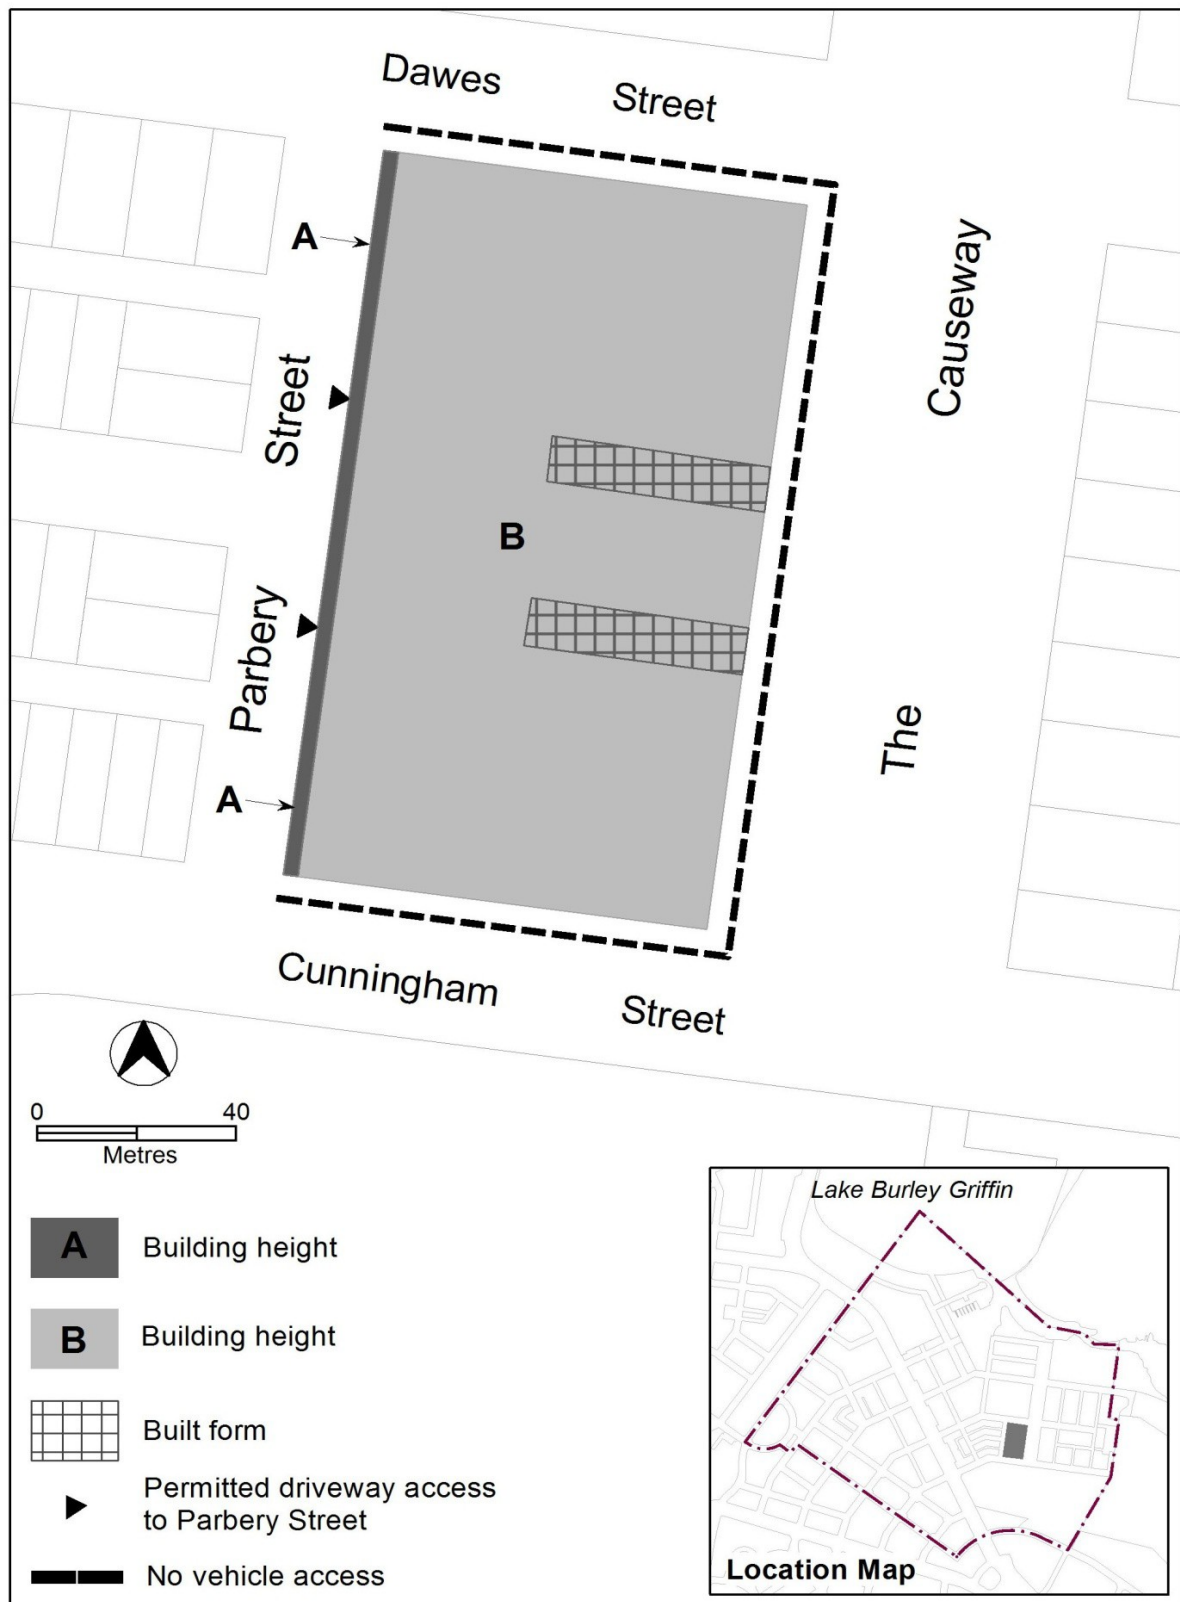 Dawes Street
A
Causeway
Street
B
Parbery
The
A
Cunningham Street
0 40
Metres
A Building height
B Building height
Built form
Permitted driveway access
to Parbery Street
No vehicle access
Lake Burley Griffin
Location Map